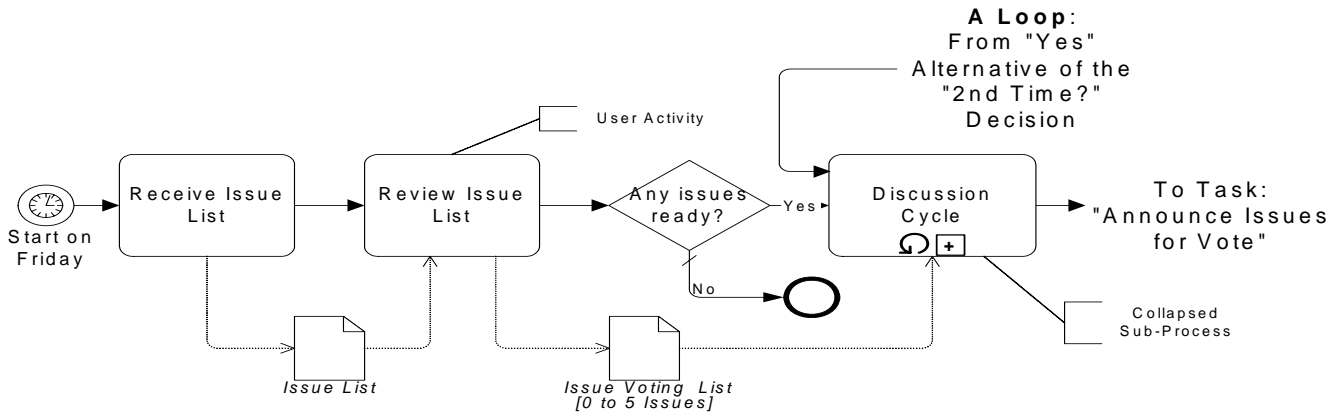 A Loop:
From "Yes"
Alternative of the
"2nd Time?"
Decision
User Activity
Start on
Friday
Receive Issue
List
Review Issue
List
Any issues
ready?
Yes
No
Discussion
Cycle
+
To Task:
"Announce Issues
for Vote"
Issue List
Issue Voting List
[0 to 5 Issues]
Collapsed
Sub-Process